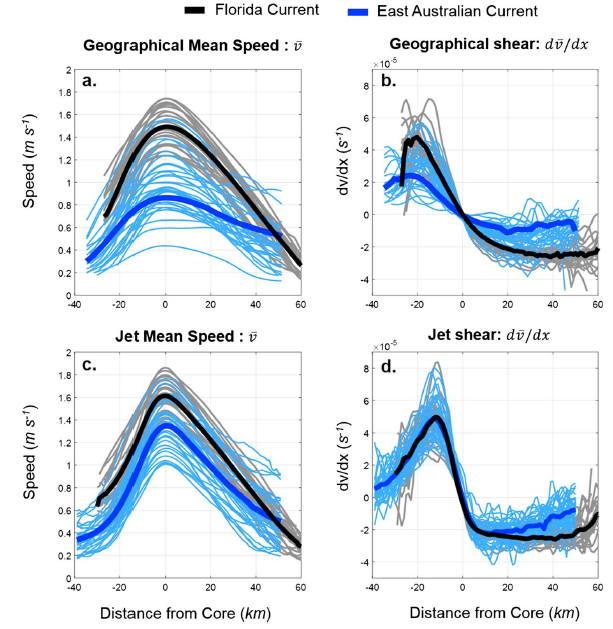 Florida Current East Australian Current
Geographical Mean Speed : v̄
Geographical shear: dv̄/dx
a.
Speed (m s⁻¹)
2
1.8
1.6
1.4
1.2
1
0.8
0.6
0.4
0.2
0
-40 -20 0 20 40 60
b.
×10⁻⁵
dv/dx (s⁻¹)
8
6
4
2
0
-2
-4
-40 -20 0 20 40 60
Jet Mean Speed : v̄
Jet shear: dv̄/dx
c.
Speed (m s⁻¹)
2
1.8
1.6
1.4
1.2
1
0.8
0.6
0.4
0.2
0
-40 -20 0 20 40 60
Distance from Core (km)
d.
×10⁻⁵
dv/dx (s⁻¹)
8
6
4
2
0
-2
-4
-40 -20 0 20 40 60
Distance from Core (km)